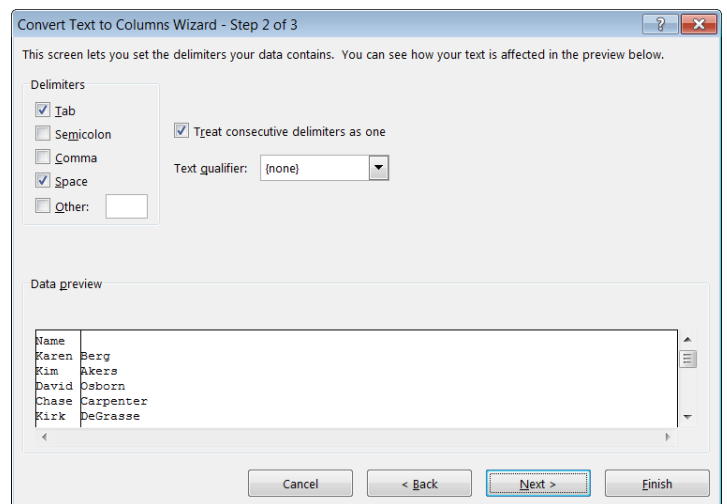 Convert Text to Columns Wizard - Step 2 of 3
This screen lets you set the delimiters your data contains. You can see how your text is affected in the preview below.
Delimiters
Tab
Semicolon
Comma
Space
Other:
Treat consecutive delimiters as one
Text qualifier: {none}
Data preview
Name
Karen Berg
Kim Akers
David Osborn
Chase Carpenter
Kirk DeGrasse
Cancel < Back Next > Finish